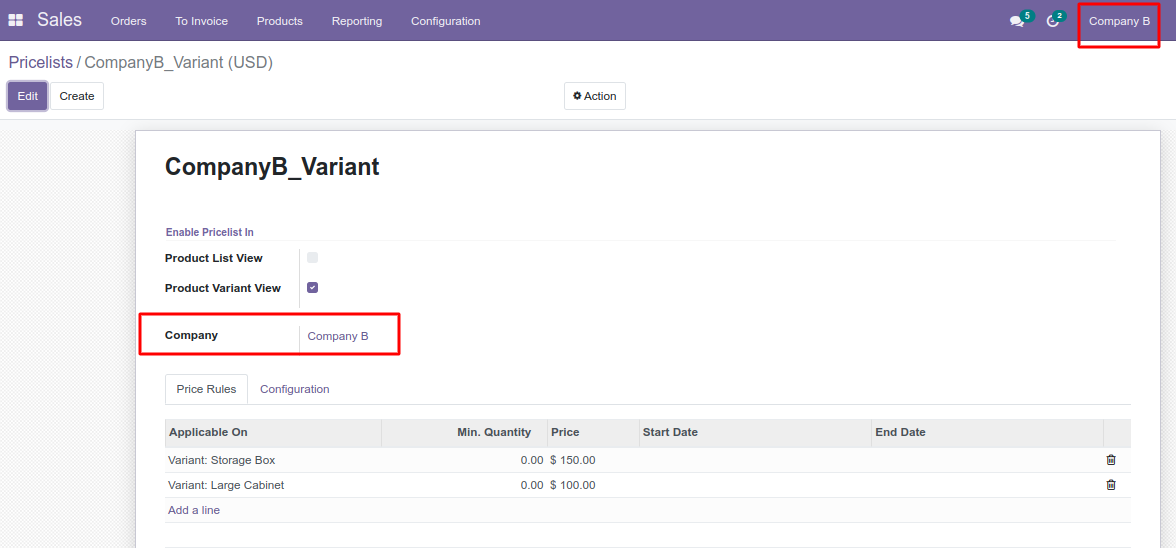 Sales Orders To Invoice Products Reporting Configuration 5 2 Company B
Pricelists / CompanyB_Variant (USD)
Edit Create Action
CompanyB_Variant
Enable Pricelist In
Product List View
Product Variant View
Company Company B
Price Rules Configuration
Applicable On Min. Quantity Price Start Date End Date
Variant: Storage Box 0.00 $ 150.00
Variant: Large Cabinet 0.00 $ 100.00
Add a line